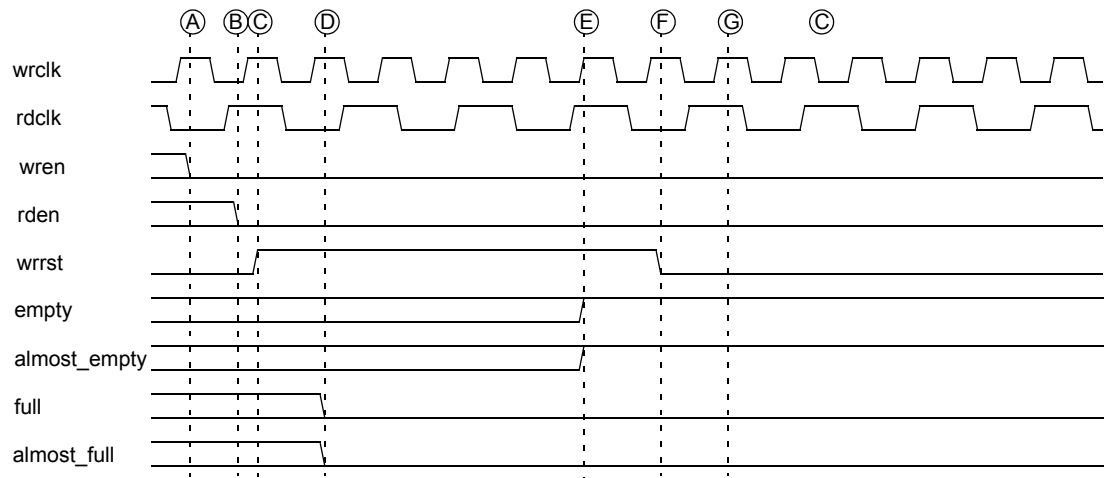 A B C D E F G C
wrclk
rdclk
wren
rden
wrrst
empty
almost_empty
full
almost_full